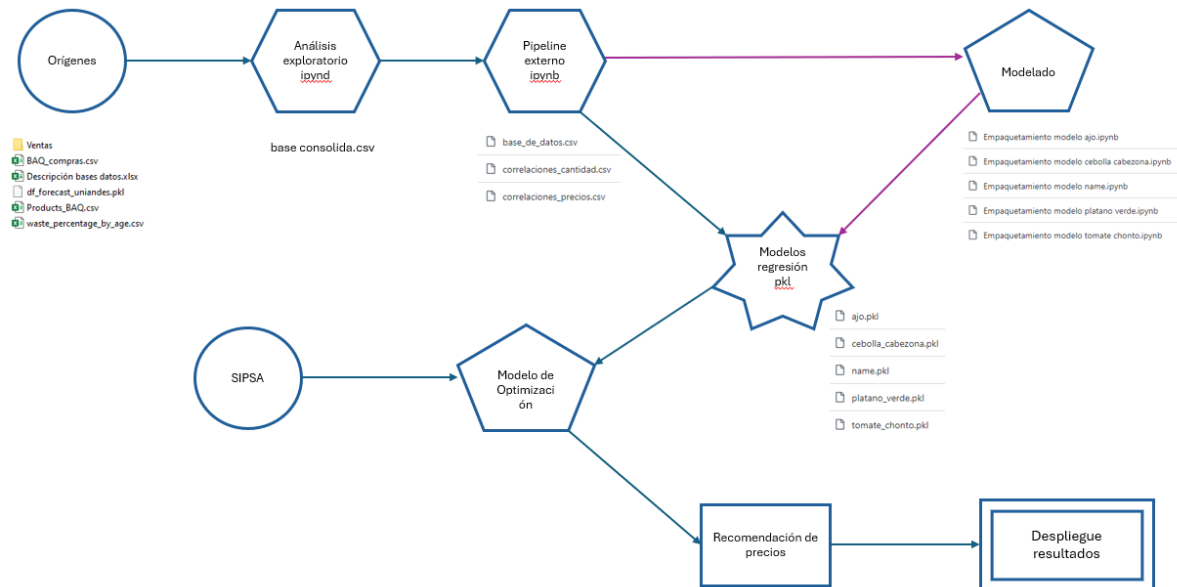 Orígenes
Análisis
exploratorio
ipynd
Pipeline
externo
ipynb
Modelado
Ventas
BAQ_compras.csv
Descripción bases datos.xlsx
df_forecast_uniandes.pkl
Products_BAQ.csv
waste_percentage_by_age.csv
base consolida.csv
base_de_datos.csv
correlaciones_cantidad.csv
correlaciones_precios.csv
Empaquetamiento modelo ajo.ipynb
Empaquetamiento modelo cebolla cabezona.ipynb
Empaquetamiento modelo name.ipynb
Empaquetamiento modelo platano verde.ipynb
Empaquetamiento modelo tomate chonto.ipynb
Modelos
regresión
pkl
ajo.pkl
cebolla_cabezona.pkl
name.pkl
platano_verde.pkl
tomate_chonto.pkl
SIPSA
Modelo de
Optimizaci
ón
Recomendación de
precios
Despliegue
resultados